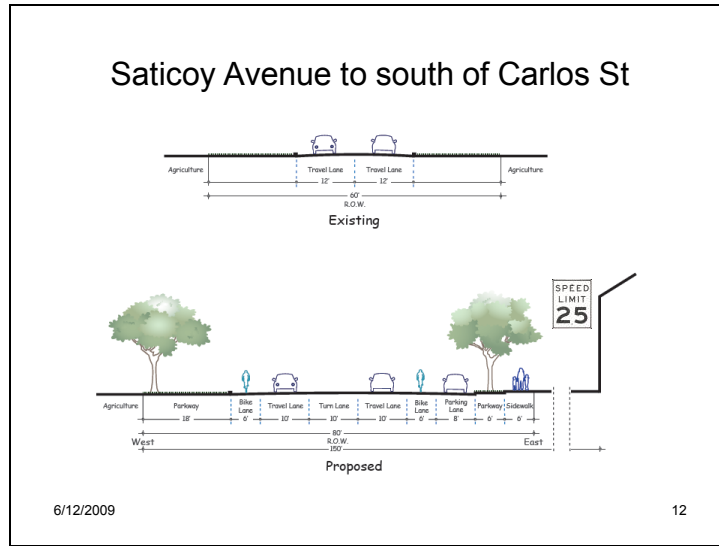 Saticoy Avenue to south of Carlos St
Agriculture Travel Lane Travel Lane Agriculture
12' 12'
60'
R.O.W.
Existing
SPEED
LIMIT
25
Agriculture Parkway Bike Lane Travel Lane Turn Lane Travel Lane Bike Lane Parking Lane Parkway Sidewalk
18' 6' 10' 10' 10' 6' 8' 6' 6'
80'
West R.O.W. East
150'
Proposed
6/12/2009 12